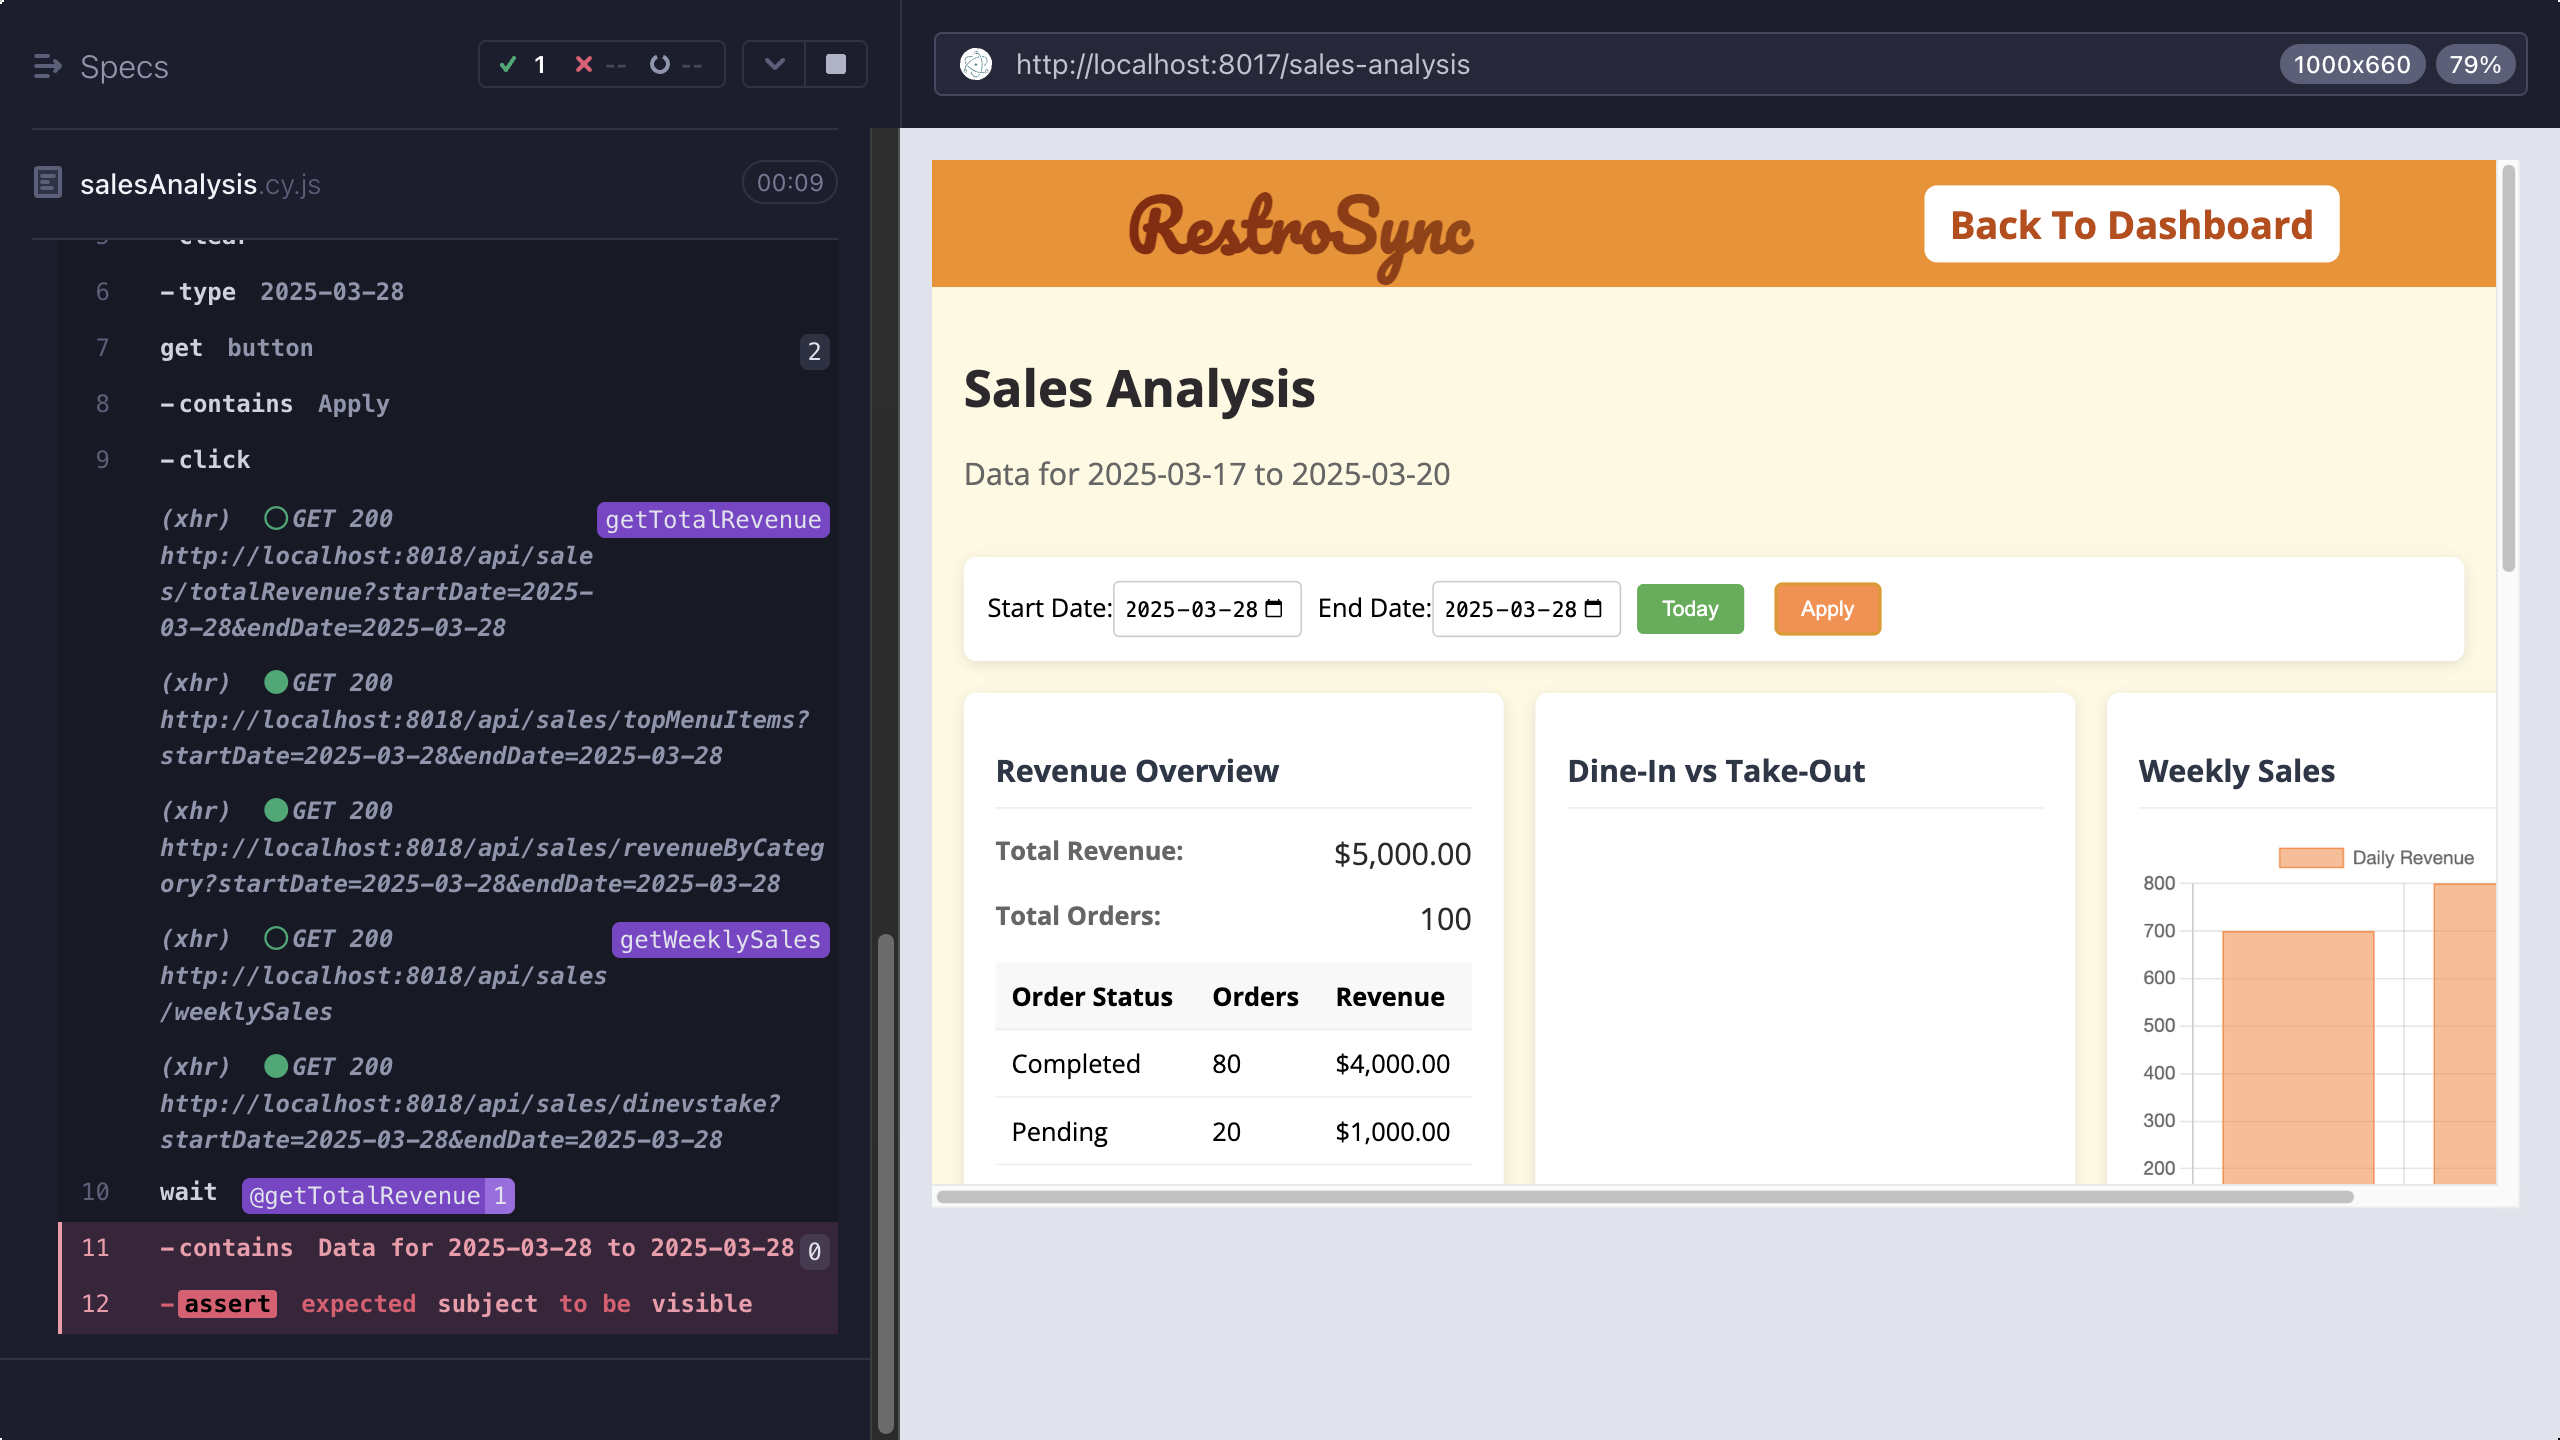 Specs
1 -- --
http://localhost:8017/sales-analysis
1000x660 79%
salesAnalysis.cy.js 00:09
6 -type 2025-03-28
7 get button 2
8 -contains Apply
9 -click
(xhr) GET 200 getTotalRevenue
http://localhost:8018/api/sale
s/totalRevenue?startDate=2025-
03-28&endDate=2025-03-28
(xhr) GET 200
http://localhost:8018/api/sales/topMenuItems?
startDate=2025-03-28&endDate=2025-03-28
(xhr) GET 200
http://localhost:8018/api/sales/revenueByCateg
ory?startDate=2025-03-28&endDate=2025-03-28
(xhr) GET 200 getWeeklySales
http://localhost:8018/api/sales
/weeklySales
(xhr) GET 200
http://localhost:8018/api/sales/dinevstake?
startDate=2025-03-28&endDate=2025-03-28
10 wait @getTotalRevenue 1
11 -contains Data for 2025-03-28 to 2025-03-28 0
12 -assert expected subject to be visible
RestroSync
Back To Dashboard
Sales Analysis
Data for 2025-03-17 to 2025-03-20
Start Date: 2025-03-28 End Date: 2025-03-28 Today Apply
Revenue Overview
Total Revenue: $5,000.00
Total Orders: 100
Order Status Orders Revenue
Completed 80 $4,000.00
Pending 20 $1,000.00
Dine-In vs Take-Out
Weekly Sales
Daily Revenue
800
700
600
500
400
300
200